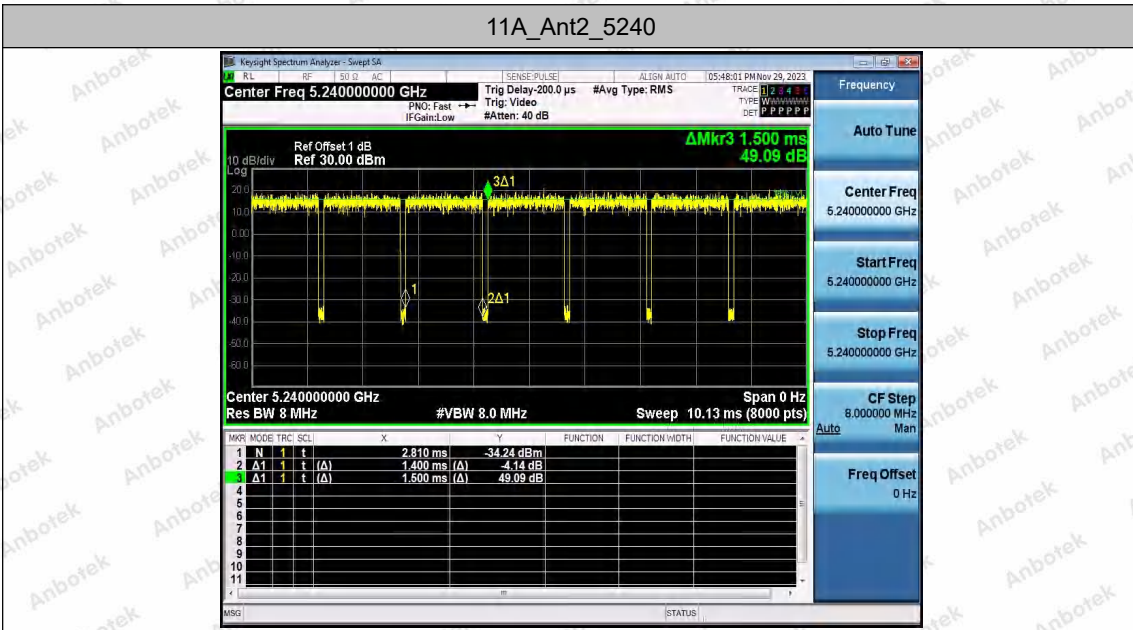 11A_Ant2_5240
Keysight Spectrum Analyzer - Swept SA
RL RF 50 Ω AC SENSE:PULSE ALIGN AUTO 05:48:01 PM Nov 29, 2023
Center Freq 5.240000000 GHz
PNO: Fast
IFGain:Low
Trig Delay-200.0 µs
Trig: Video
#Atten: 40 dB
#Avg Type: RMS
TRACE 1 2 3 4 5 6
TYPE W
DET P P P P P P
Frequency
Auto Tune
Center Freq
5.240000000 GHz
Start Freq
5.240000000 GHz
Stop Freq
5.240000000 GHz
CF Step
8.000000 MHz
Auto Man
Freq Offset
0 Hz
ΔMkr3 1.500 ms
49.09 dB
Ref Offset 1 dB
10 dB/div Ref 30.00 dBm
Log
20.0
10.0
0.00
-10.0
-20.0
-30.0
-40.0
-50.0
-60.0
3Δ1
1
2Δ1
Center 5.240000000 GHz Span 0 Hz
Res BW 8 MHz #VBW 8.0 MHz Sweep 10.13 ms (8000 pts)
MKR MODE TRC SCL X Y FUNCTION FUNCTION WIDTH FUNCTION VALUE
1 N 1 t 2.810 ms -34.24 dBm
2 Δ1 1 t (Δ) 1.400 ms (Δ) -4.14 dB
3 Δ1 1 t (Δ) 1.500 ms (Δ) 49.09 dB
4
5
6
7
8
9
10
11
MSG STATUS
Anbotek